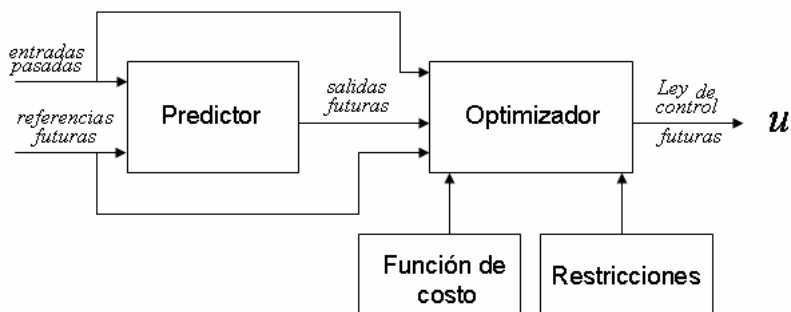 entradas
pasadas
referencias
futuras
Predictor
salidas
futuras
Optimizador
Ley de
control
futuras
u
Función de
costo
Restricciones